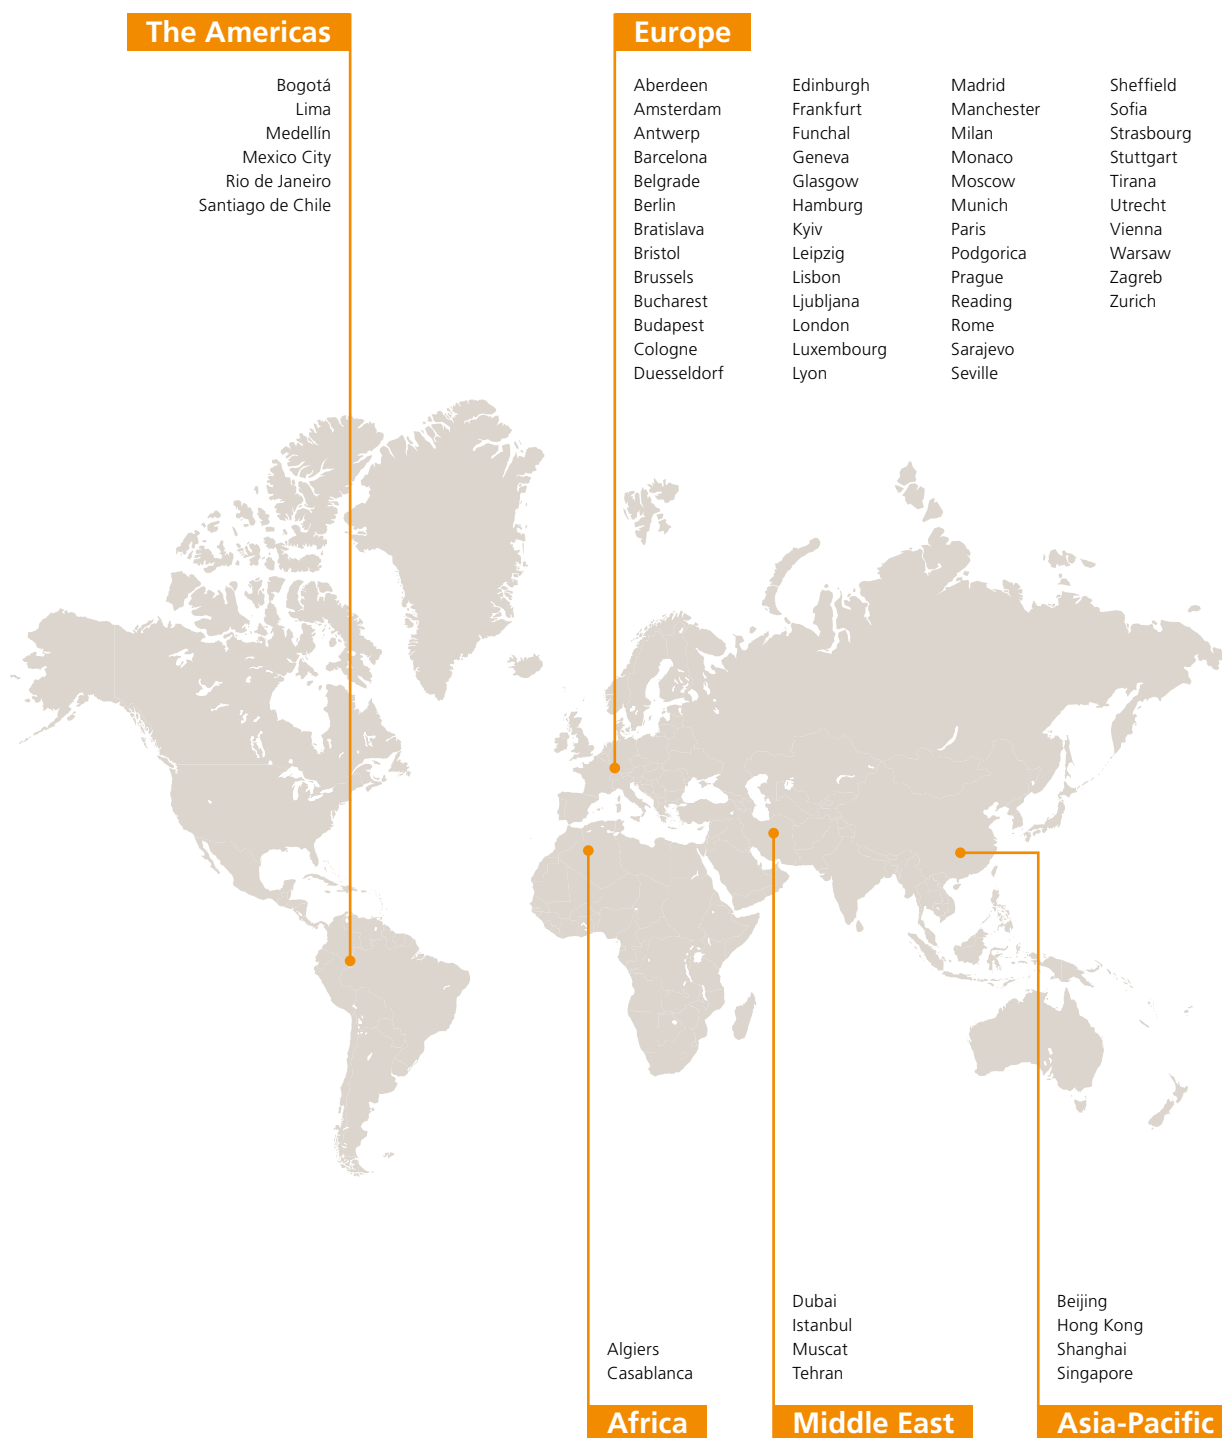 The Americas
Bogotá
Lima
Medellín
Mexico City
Rio de Janeiro
Santiago de Chile
Europe
Aberdeen
Amsterdam
Antwerp
Barcelona
Belgrade
Berlin
Bratislava
Bristol
Brussels
Bucharest
Budapest
Cologne
Duesseldorf
Edinburgh
Frankfurt
Funchal
Geneva
Glasgow
Hamburg
Kyiv
Leipzig
Lisbon
Ljubljana
London
Luxembourg
Lyon
Madrid
Manchester
Milan
Monaco
Moscow
Munich
Paris
Podgorica
Prague
Reading
Rome
Sarajevo
Seville
Sheffield
Sofia
Strasbourg
Stuttgart
Tirana
Utrecht
Vienna
Warsaw
Zagreb
Zurich
Algiers
Casablanca
Africa
Dubai
Istanbul
Muscat
Tehran
Middle East
Beijing
Hong Kong
Shanghai
Singapore
Asia-Pacific